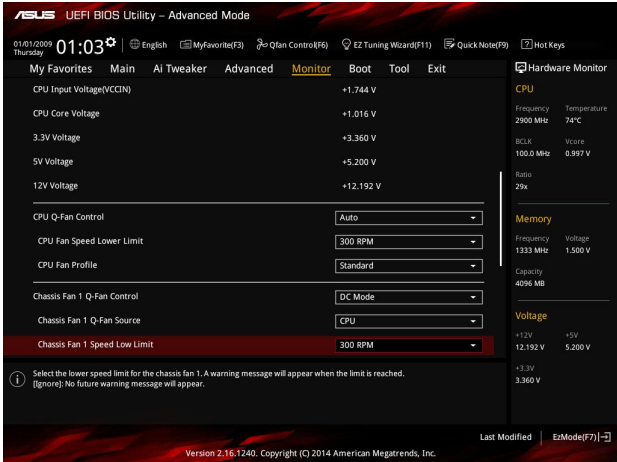 ASUS UEFI BIOS Utility – Advanced Mode
01/01/2009
Thursday
01:03
English
MyFavorite(F3)
Qfan Control(F6)
EZ Tuning Wizard(F11)
Quick Note(F9)
? Hot Keys
My Favorites Main Ai Tweaker Advanced Monitor Boot Tool Exit
CPU Input Voltage(VCCIN) +1.744 V
CPU Core Voltage +1.016 V
3.3V Voltage +3.360 V
5V Voltage +5.200 V
12V Voltage +12.192 V
CPU Q-Fan Control Auto
CPU Fan Speed Lower Limit 300 RPM
CPU Fan Profile Standard
Chassis Fan 1 Q-Fan Control DC Mode
Chassis Fan 1 Q-Fan Source CPU
Chassis Fan 1 Speed Low Limit 300 RPM
i
Select the lower speed limit for the chassis fan 1. A warning message will appear when the limit is reached.
[Ignore]: No future warning message will appear.
Hardware Monitor
CPU
Frequency Temperature
2900 MHz 74°C
BCLK Vcore
100.0 MHz 0.997 V
Ratio
29x
Memory
Frequency Voltage
1333 MHz 1.500 V
Capacity
4096 MB
Voltage
+12V +5V
12.192 V 5.200 V
+3.3V
3.360 V
Last Modified EzMode(F7)
Version 2.16.1240. Copyright (C) 2014 American Megatrends, Inc.